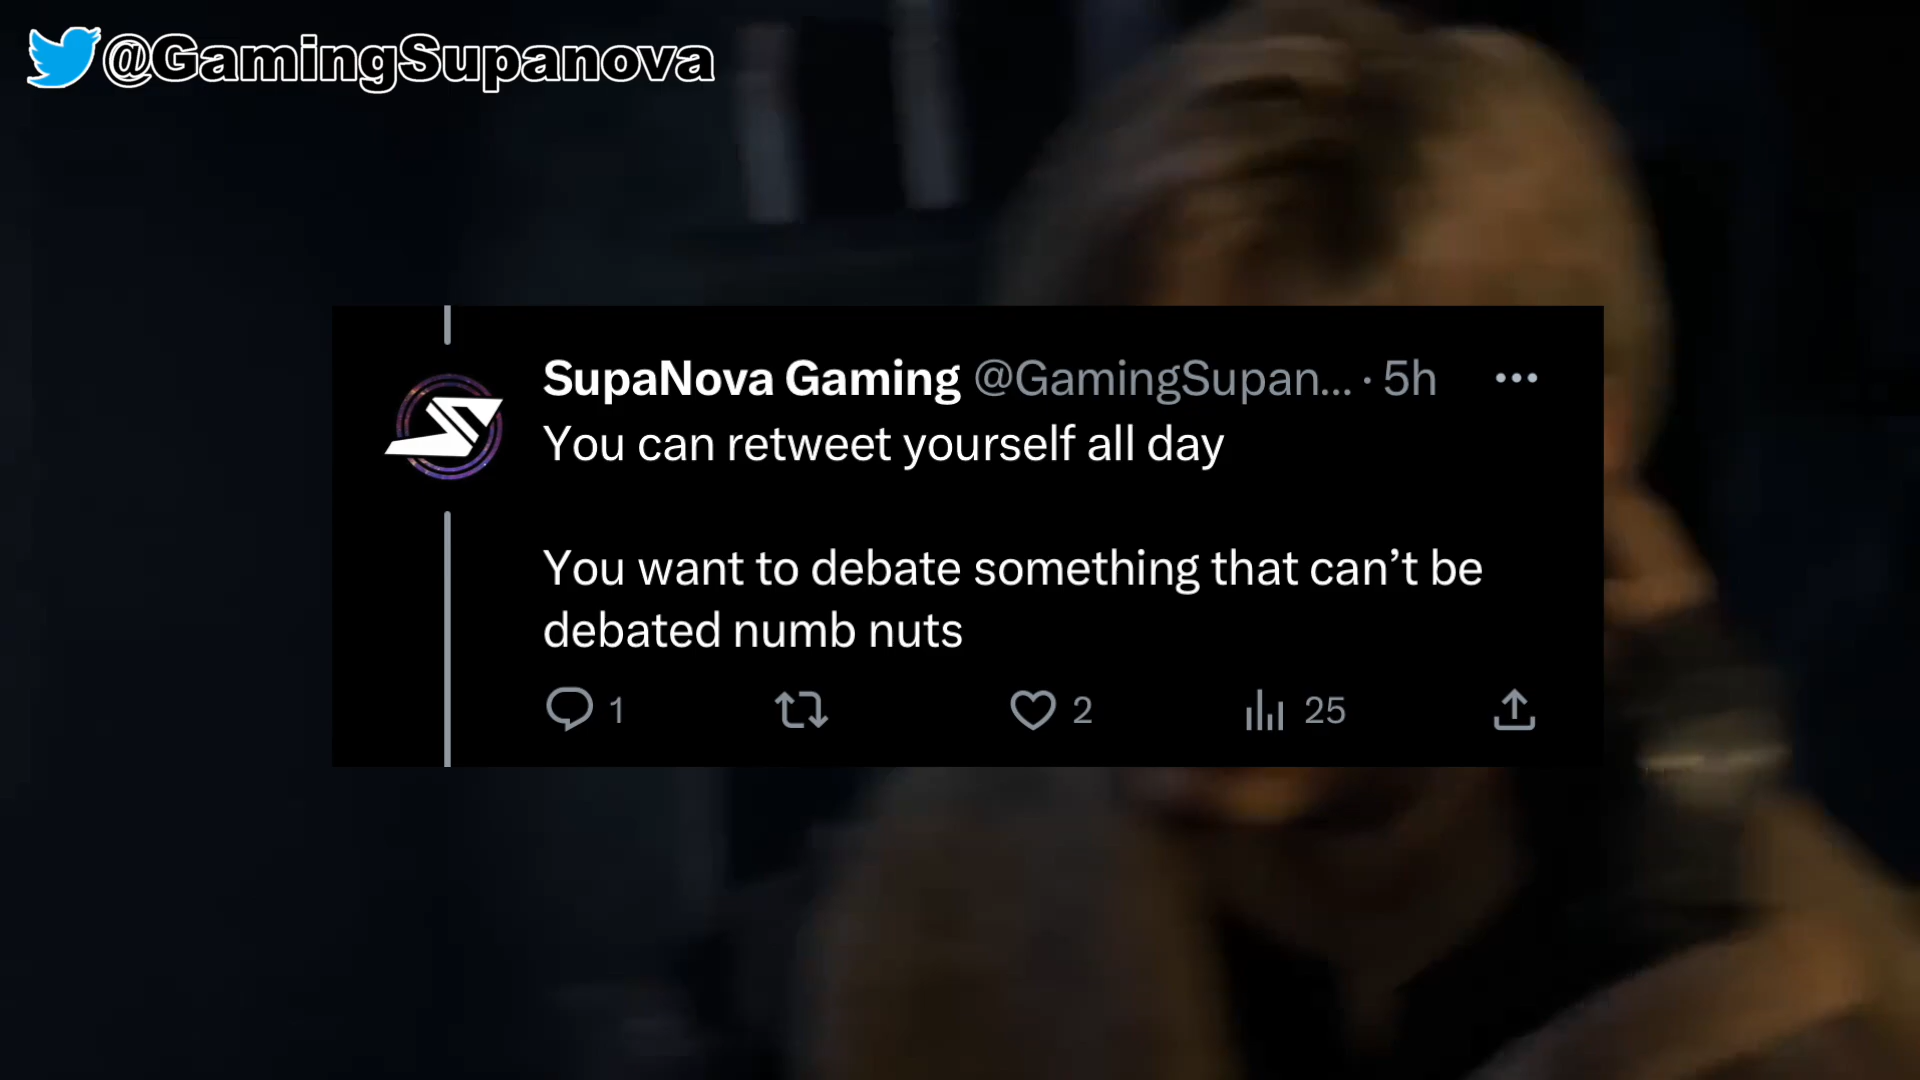 @GamingSupanova
SupaNova Gaming @GamingSupan... · 5h
You can retweet yourself all day
You want to debate something that can’t be
debated numb nuts
1 2 25